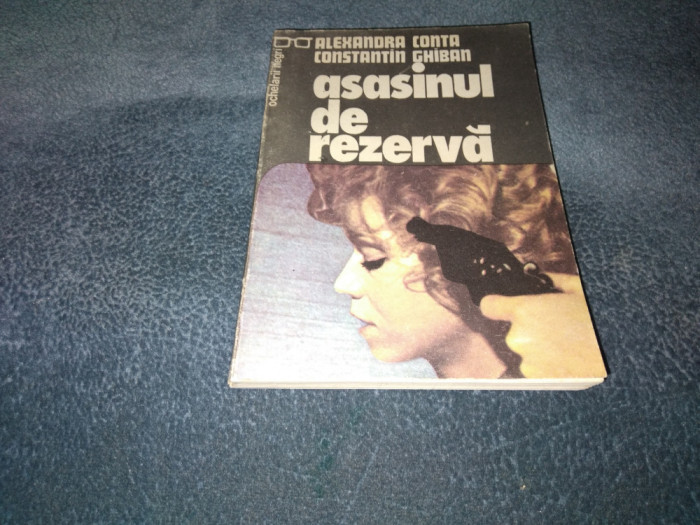 ochelarii negri
ALEXANDRA CONTA
CONSTANTIN GHIBAN
asasinul
de
rezervă